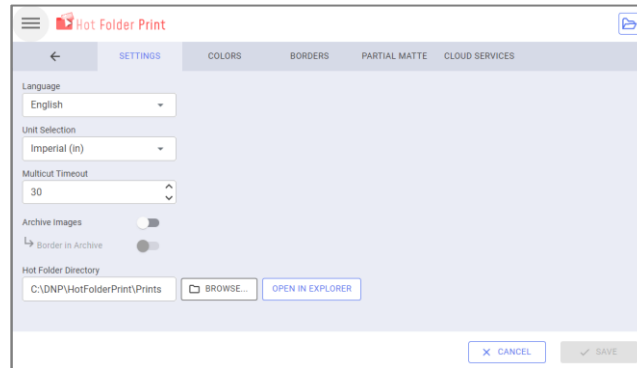 Hot Folder Print
SETTINGS COLORS BORDERS PARTIAL MATTE CLOUD SERVICES
Language
English
Unit Selection
Imperial (in)
Multicut Timeout
30
Archive Images
Border in Archive
Hot Folder Directory
C:\DNP\HotFolderPrint\Prints BROWSE... OPEN IN EXPLORER
CANCEL SAVE